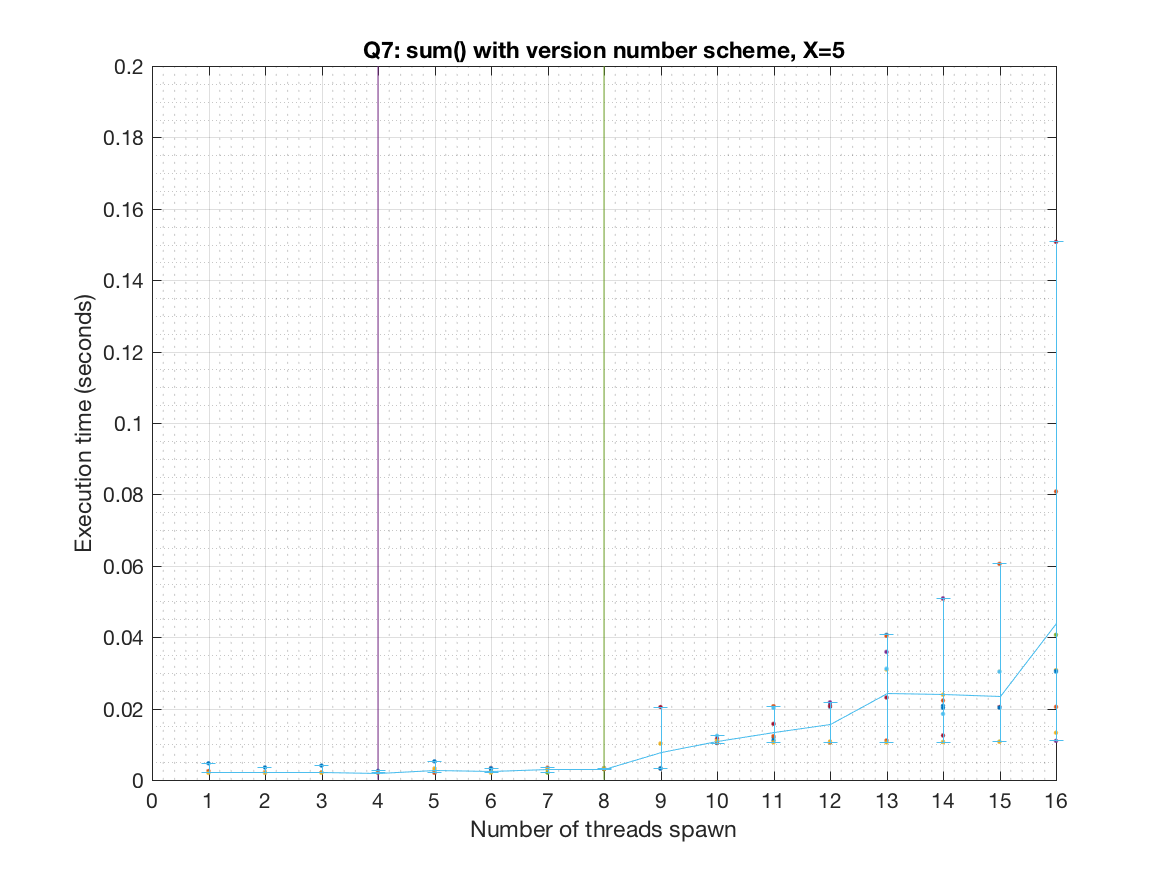 Q7: sum() with version number scheme, X=5
0.2
0.18
0.16
0.14
0.12
0.1
0.08
0.06
0.04
0.02
0
Execution time (seconds)
0 1 2 3 4 5 6 7 8 9 10 11 12 13 14 15 16
Number of threads spawn